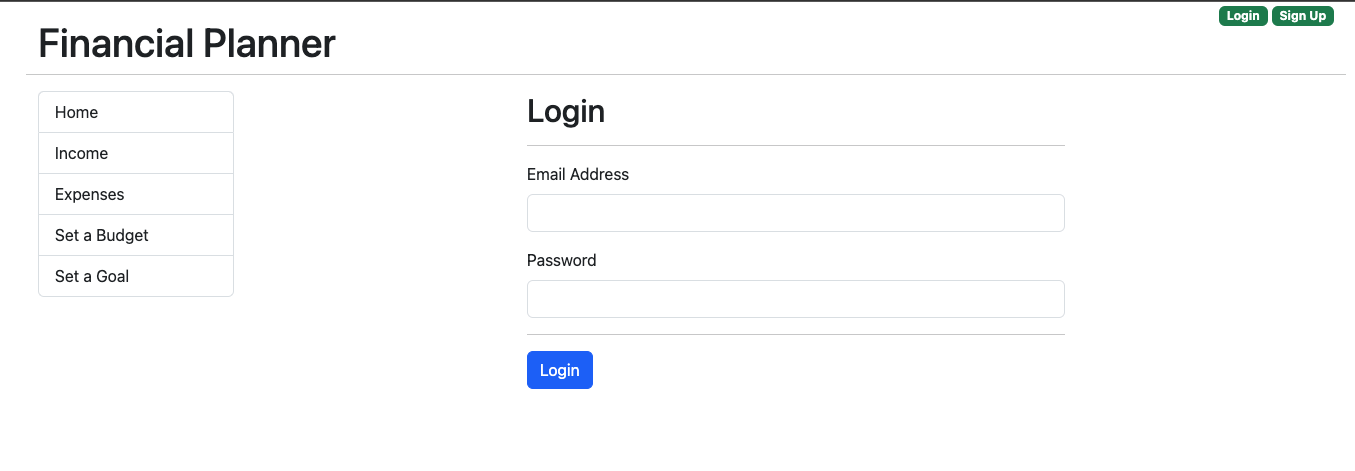 Login Sign Up
Financial Planner
Home
Income
Expenses
Set a Budget
Set a Goal
Login
Email Address
Password
Login